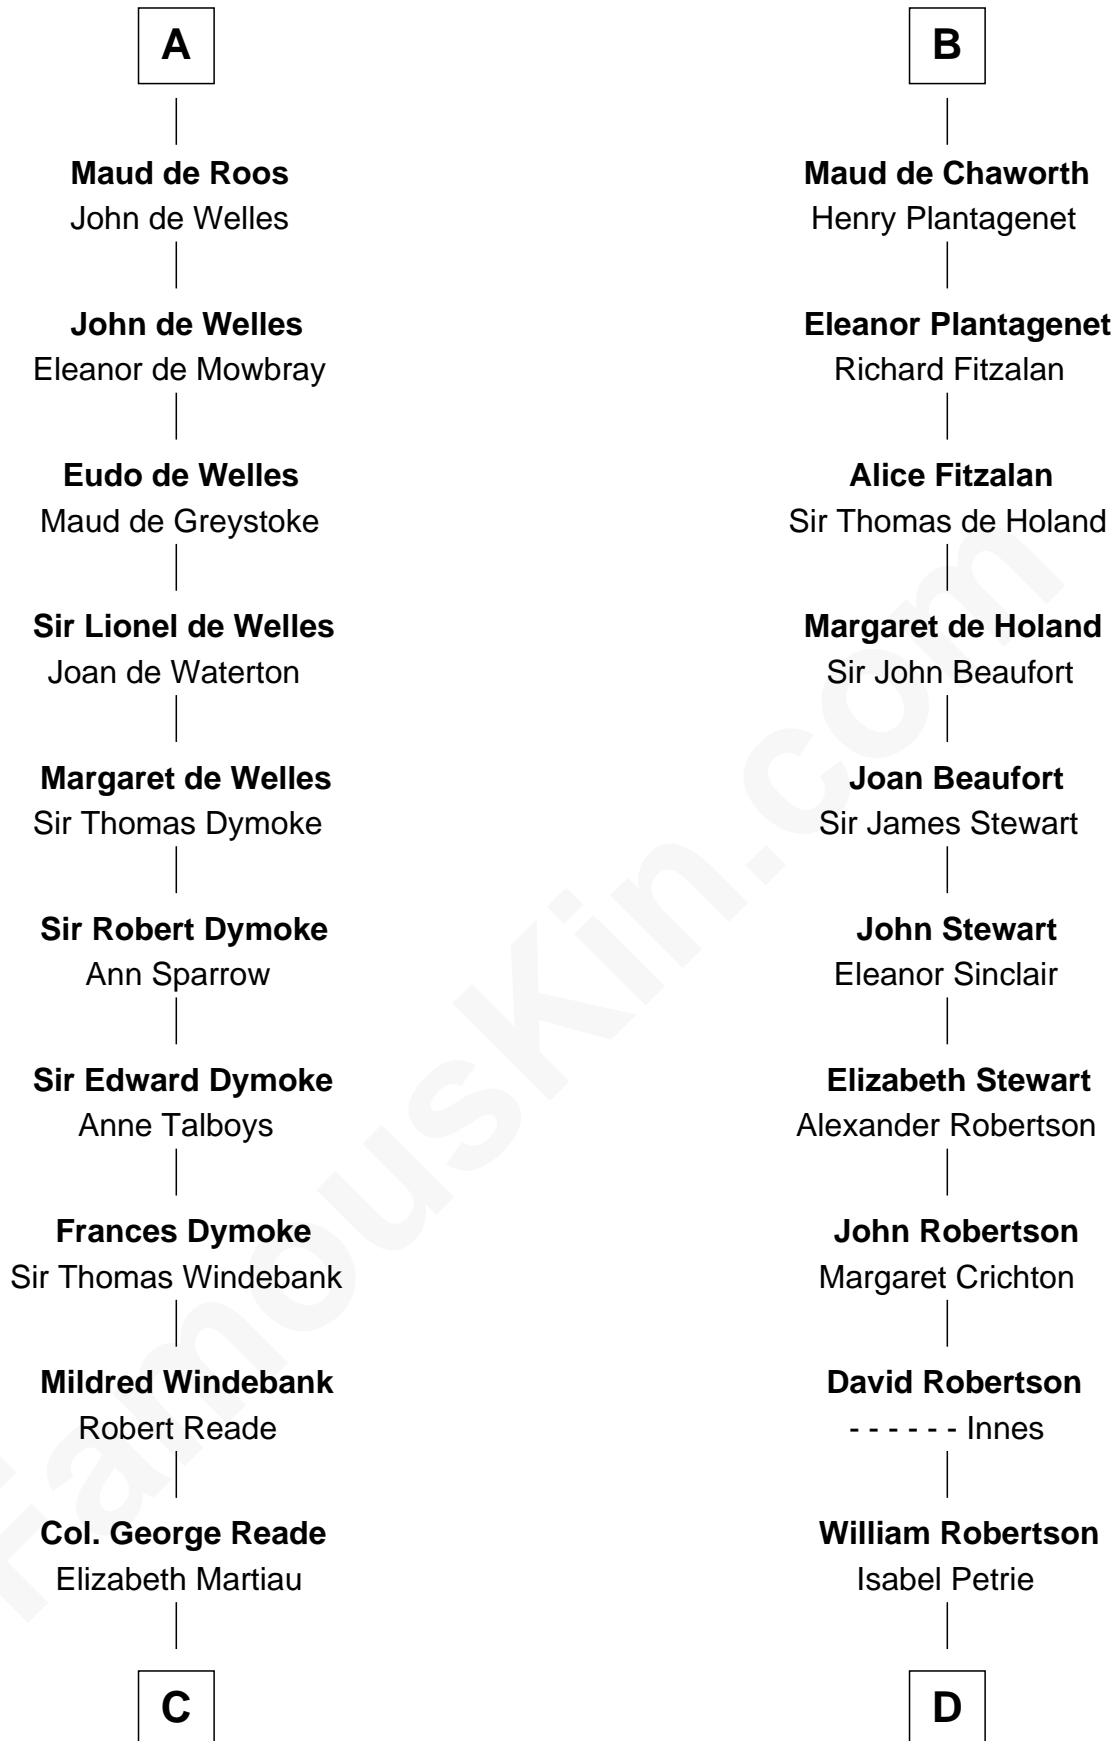 A
Maud de Roos
John de Welles
John de Welles
Eleanor de Mowbray
Eudo de Welles
Maud de Greystoke
Sir Lionel de Welles
Joan de Waterton
Margaret de Welles
Sir Thomas Dymoke
Sir Robert Dymoke
Ann Sparrow
Sir Edward Dymoke
Anne Talboys
Frances Dymoke
Sir Thomas Windebank
Mildred Windebank
Robert Reade
Col. George Reade
Elizabeth Martiau
C
B
Maud de Chaworth
Henry Plantagenet
Eleanor Plantagenet
Richard Fitzalan
Alice Fitzalan
Sir Thomas de Holand
Margaret de Holand
Sir John Beaufort
Joan Beaufort
Sir James Stewart
John Stewart
Eleanor Sinclair
Elizabeth Stewart
Alexander Robertson
John Robertson
Margaret Crichton
David Robertson
- - - - - - Innes
William Robertson
Isabel Petrie
D
FamousKin.com